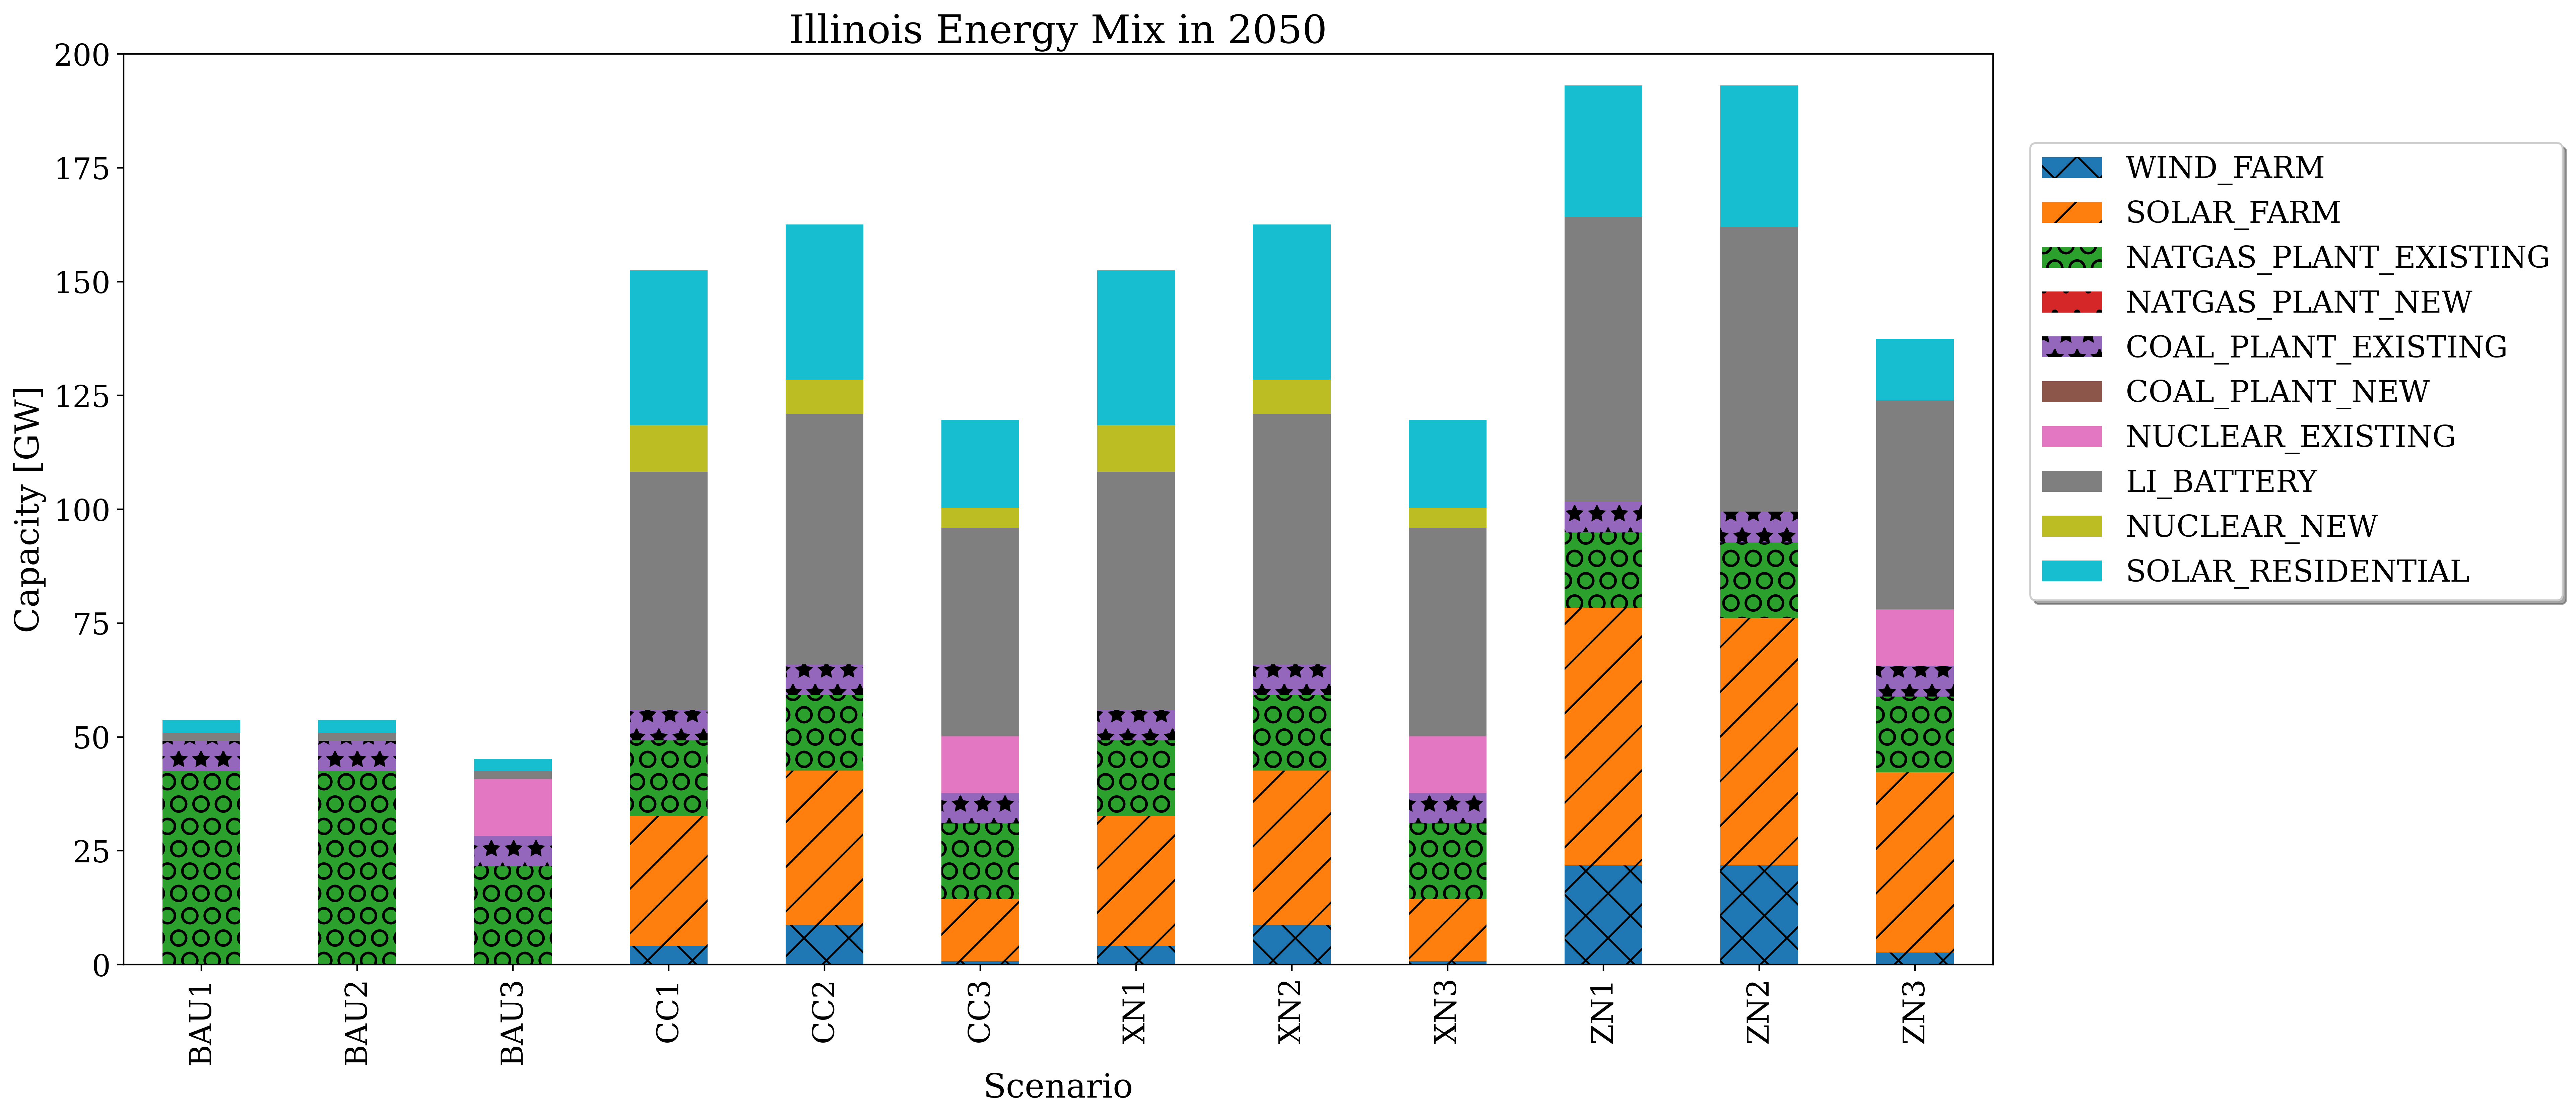 Illinois Energy Mix in 2050
200
175
150
125
100
75
50
25
0
Capacity [GW]
BAU1
BAU2
BAU3
CC1
CC2
CC3
XN1
XN2
XN3
ZN1
ZN2
ZN3
Scenario
WIND_FARM
SOLAR_FARM
NATGAS_PLANT_EXISTING
NATGAS_PLANT_NEW
COAL_PLANT_EXISTING
COAL_PLANT_NEW
NUCLEAR_EXISTING
LI_BATTERY
NUCLEAR_NEW
SOLAR_RESIDENTIAL